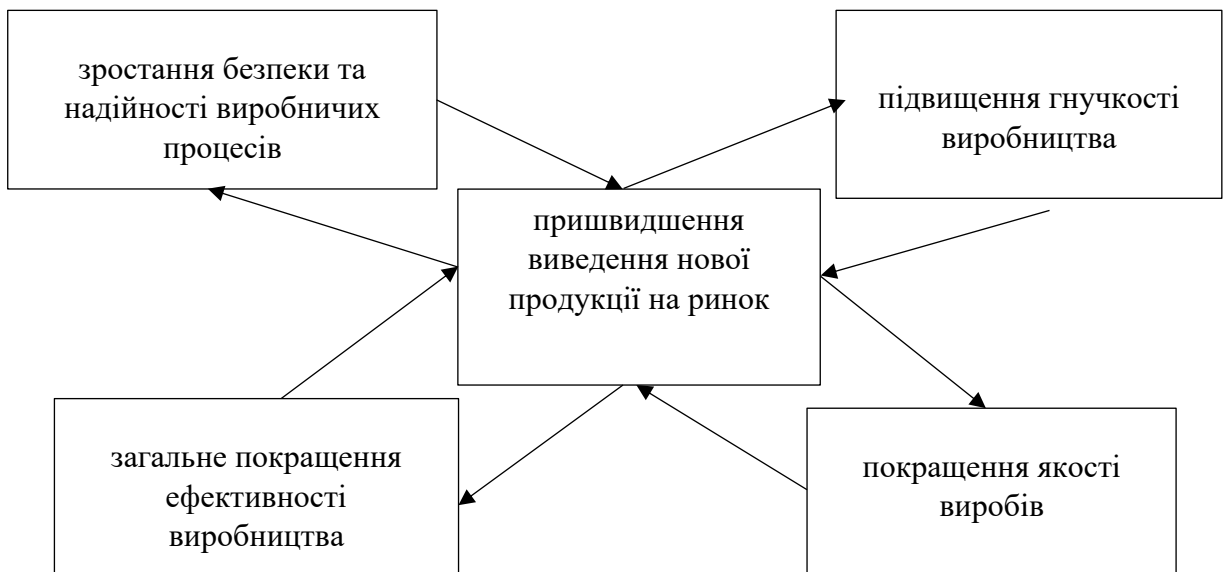 зростання безпеки та
надійності виробничих
процесів
підвищення гнучкості
виробництва
пришвидшення
виведення нової
продукції на ринок
загальне покращення
ефективності
виробництва
покращення якості
виробів